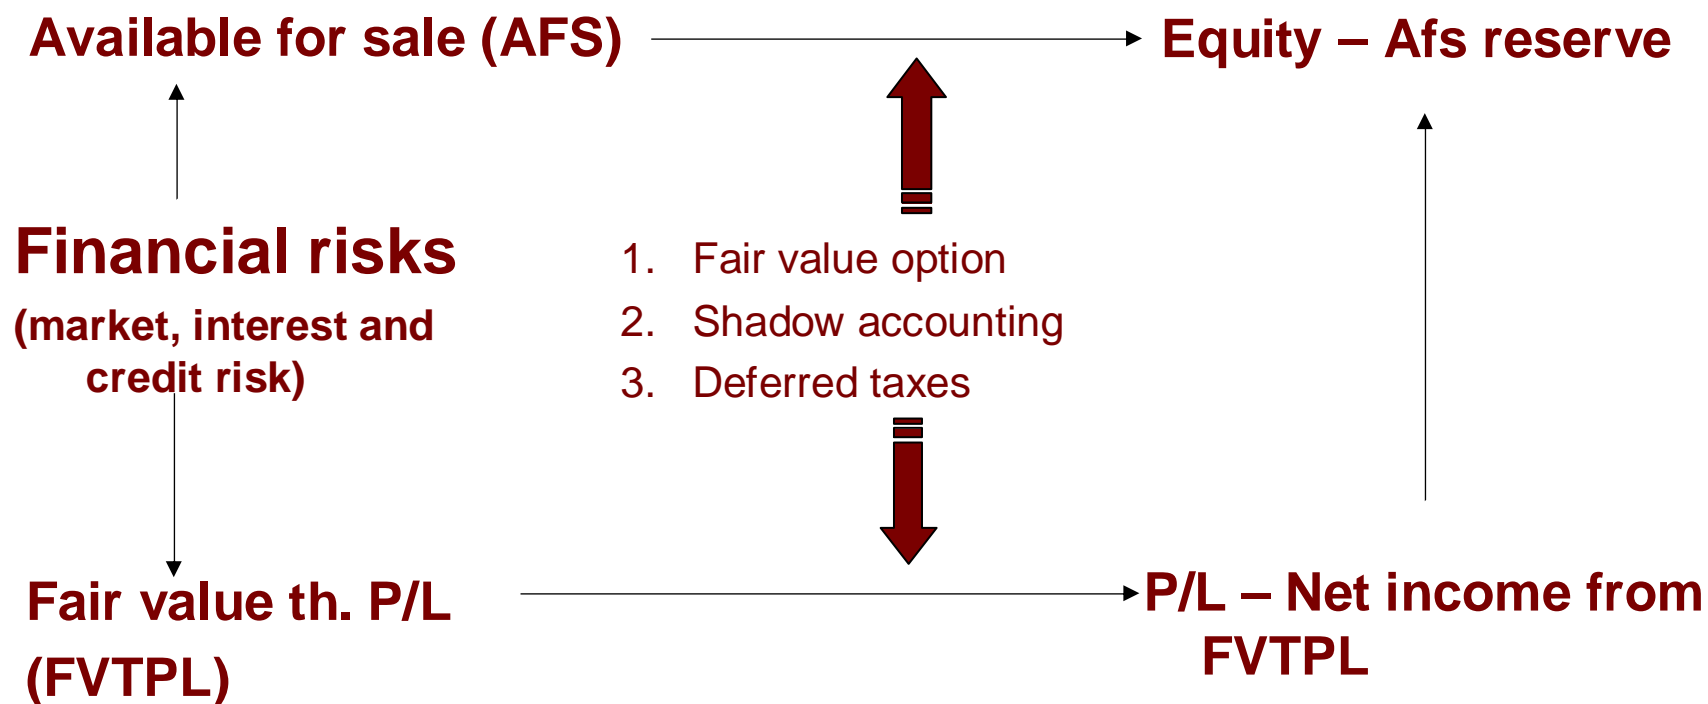 Available for sale (AFS)
Equity – Afs reserve
Financial risks
(market, interest and
credit risk)
1. Fair value option
2. Shadow accounting
3. Deferred taxes
Fair value th. P/L
(FVTPL)
P/L – Net income from
FVTPL